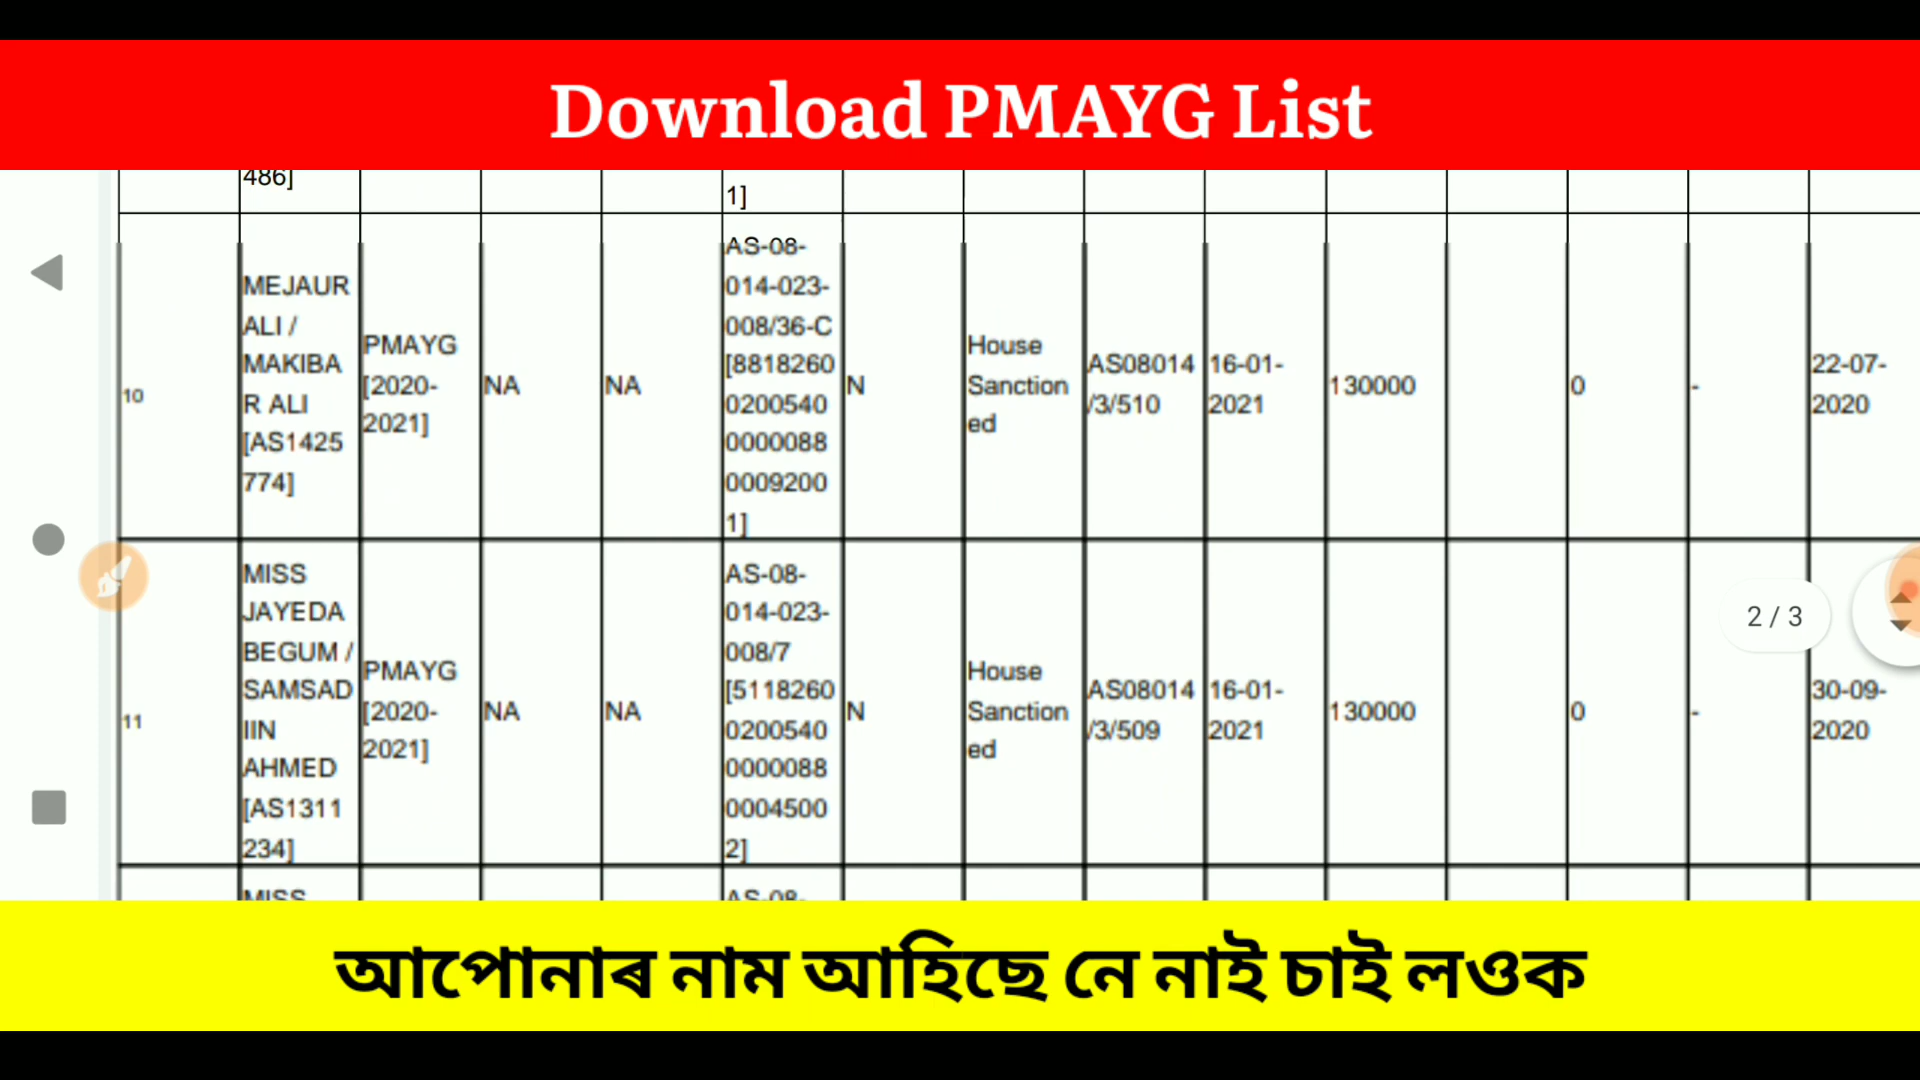 Download PMAYG List
486]
1]
10
MEJAUR
ALI /
MAKIBA
R ALI
[AS1425
774]
PMAYG
[2020-
2021]
NA
NA
AS-08-
014-023-
008/36-C
[8818260
0200540
0000088
0009200
1]
N
House
Sanction
ed
AS08014
/3/510
16-01-
2021
130000
0
-
22-07-
2020
11
MISS
JAYEDA
BEGUM /
SAMSAD
IIN
AHMED
[AS1311
234]
PMAYG
[2020-
2021]
NA
NA
AS-08-
014-023-
008/7
[5118260
0200540
0000088
0004500
2]
N
House
Sanction
ed
AS08014
/3/509
16-01-
2021
130000
0
-
30-09-
2020
2 / 3
MISS
AS-08-
আপোনাৰ নাম আহিছে নে নাই চাই লওক